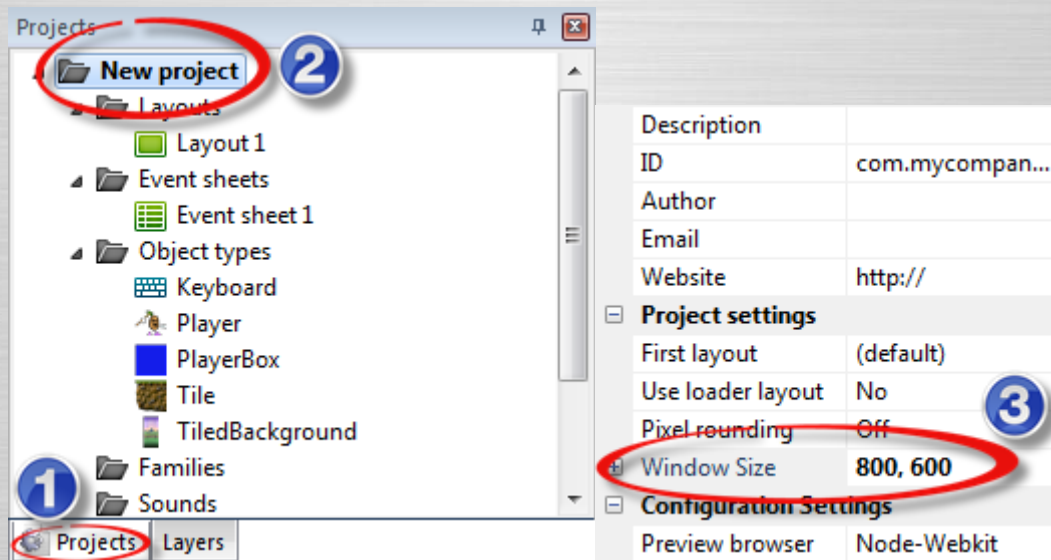 Projects
2
New project
Layouts
Layout 1
Event sheets
Event sheet 1
Object types
Keyboard
Player
PlayerBox
Tile
TiledBackground
Families
1
Sounds
Projects Layers
Description
ID com.mycompan...
Author
Email
Website http://
Project settings
First layout (default)
Use loader layout No
3
Pixel rounding Off
Window Size 800, 600
Configuration Settings
Preview browser Node-Webkit